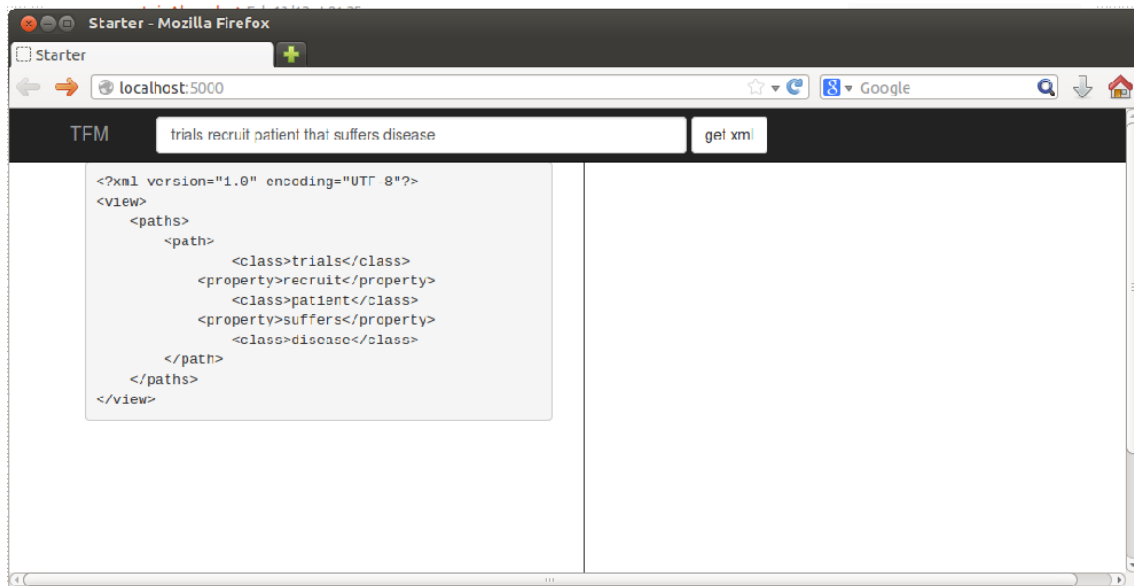 Starter - Mozilla Firefox
Starter
localhost:5000
Google
TFM
trials recruit patient that suffers disease
get xml
<?xml version="1.0" encoding="UTF-8"?>
<view>
<paths>
<path>
<class>trials</class>
<property>recruit</property>
<class>patient</class>
<property>suffers</property>
<class>disease</class>
</path>
</paths>
</view>